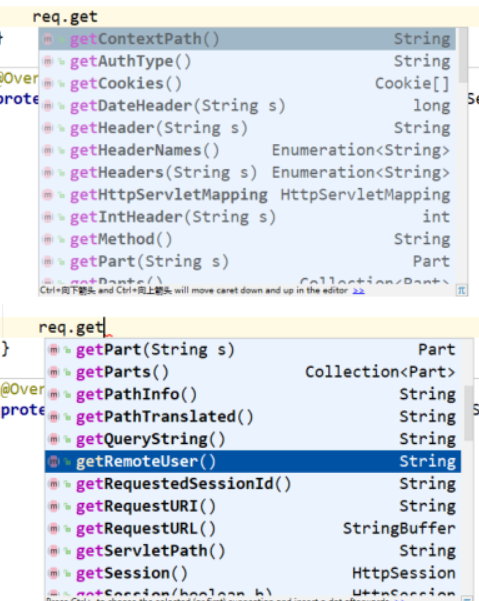 req.get
}
getContextPath() String
@Over
getAuthType() String
getCookies() Cookie[]
prote
getDateHeader(String s) long
Se
getHeader(String s) String
getHeaderNames() Enumeration<String>
getHeaders(String s) Enumeration<String>
getHttpServletMapping HttpServletMapping
getIntHeader(String s) int
getMethod() String
getPart(String s) Part
getParts() Collection<Part>
Ctrl+向下箭头 and Ctrl+向上箭头 will move caret down and up in the editor >>
π
req.get
}
getPart(String s) Part
getParts() Collection<Part>
@Over
getPathInfo() String
prote
getPathTranslated() String
S
getQueryString() String
getRemoteUser() String
getRequestedSessionId() String
getRequestURI() String
getRequestURL() StringBuffer
getServletPath() String
getSession() HttpSession
getSession(boolean b) HttpSession